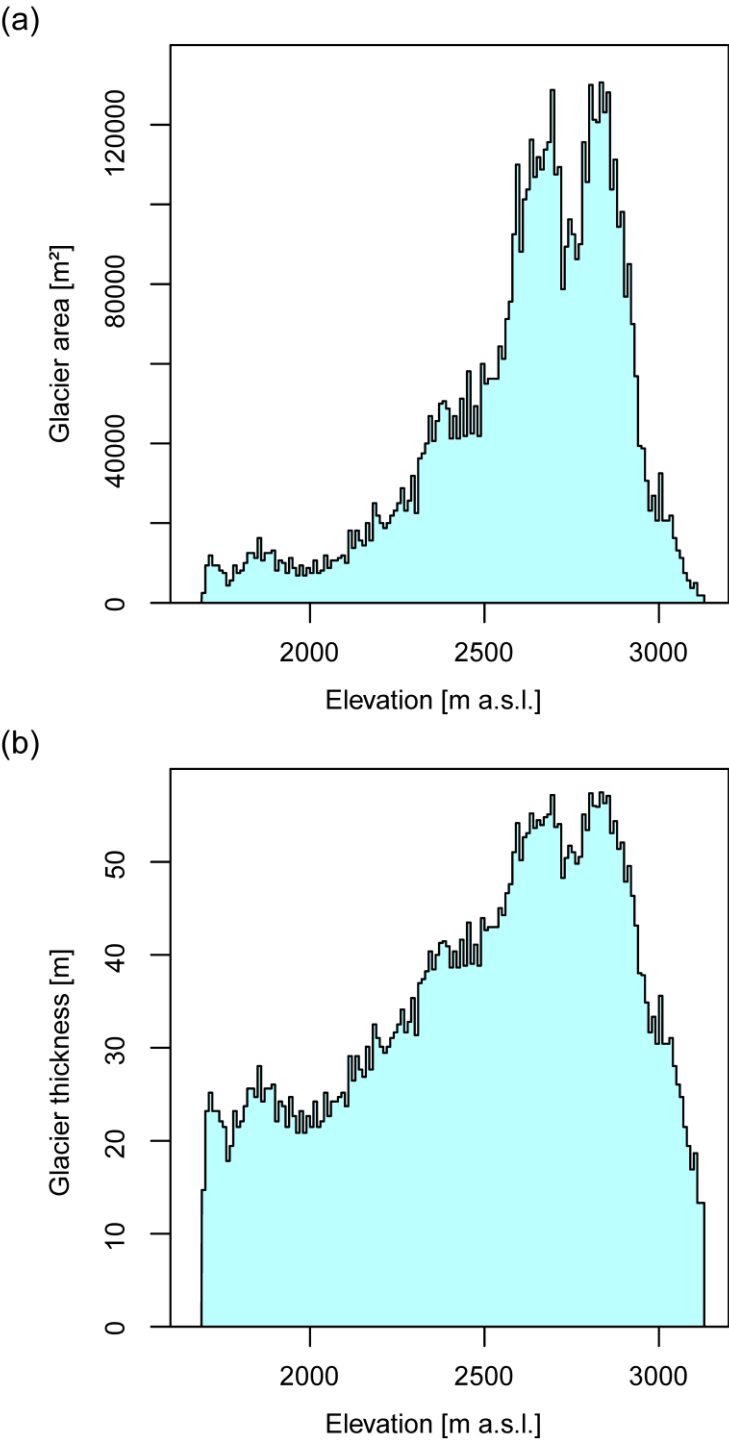 (a)
Glacier area [m²]
120000
80000
40000
0
2000 2500 3000
Elevation [m a.s.l.]
(b)
Glacier thickness [m]
50
40
30
20
10
0
2000 2500 3000
Elevation [m a.s.l.]